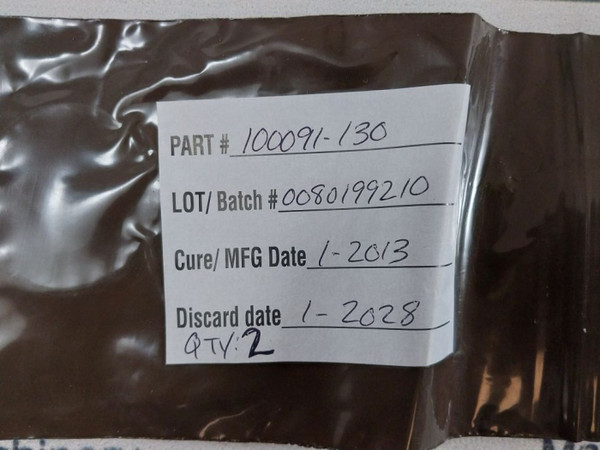 PART # 100091-130
LOT/ Batch # 0080199210
Cure/ MFG Date 1-2013
Discard date 1-2028
QTY: 2